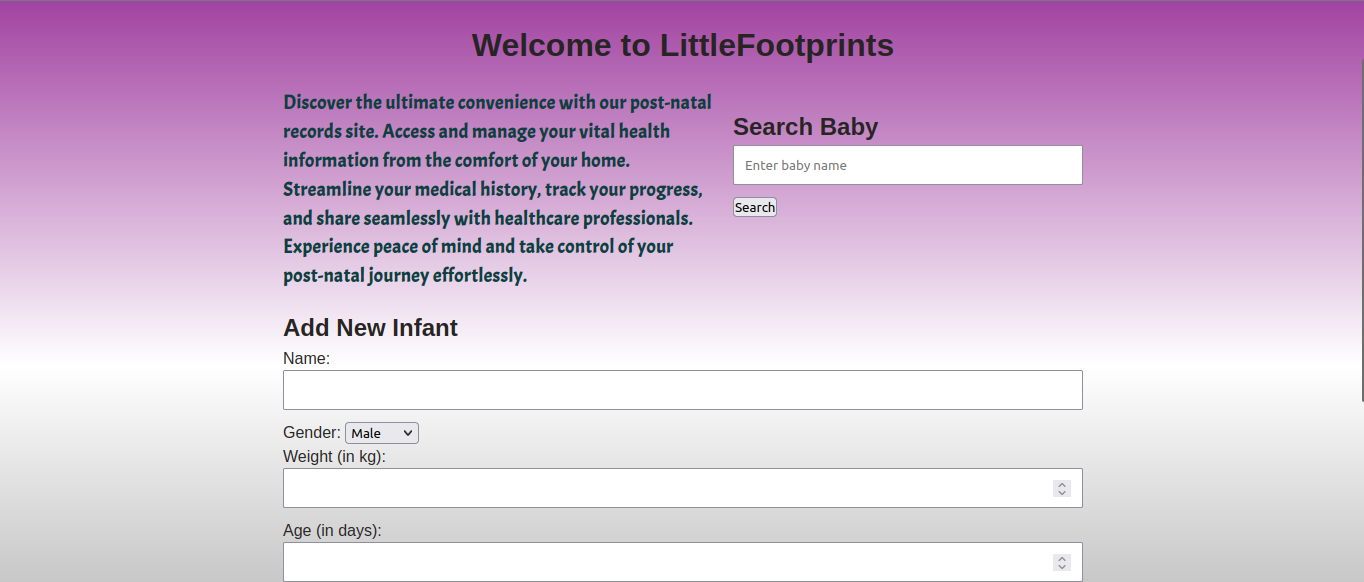 Welcome to LittleFootprints
Discover the ultimate convenience with our post-natal
records site. Access and manage your vital health
information from the comfort of your home.
Streamline your medical history, track your progress,
and share seamlessly with healthcare professionals.
Experience peace of mind and take control of your
post-natal journey effortlessly.
Search Baby
Enter baby name
Search
Add New Infant
Name:
Gender: Male
Weight (in kg):
Age (in days):